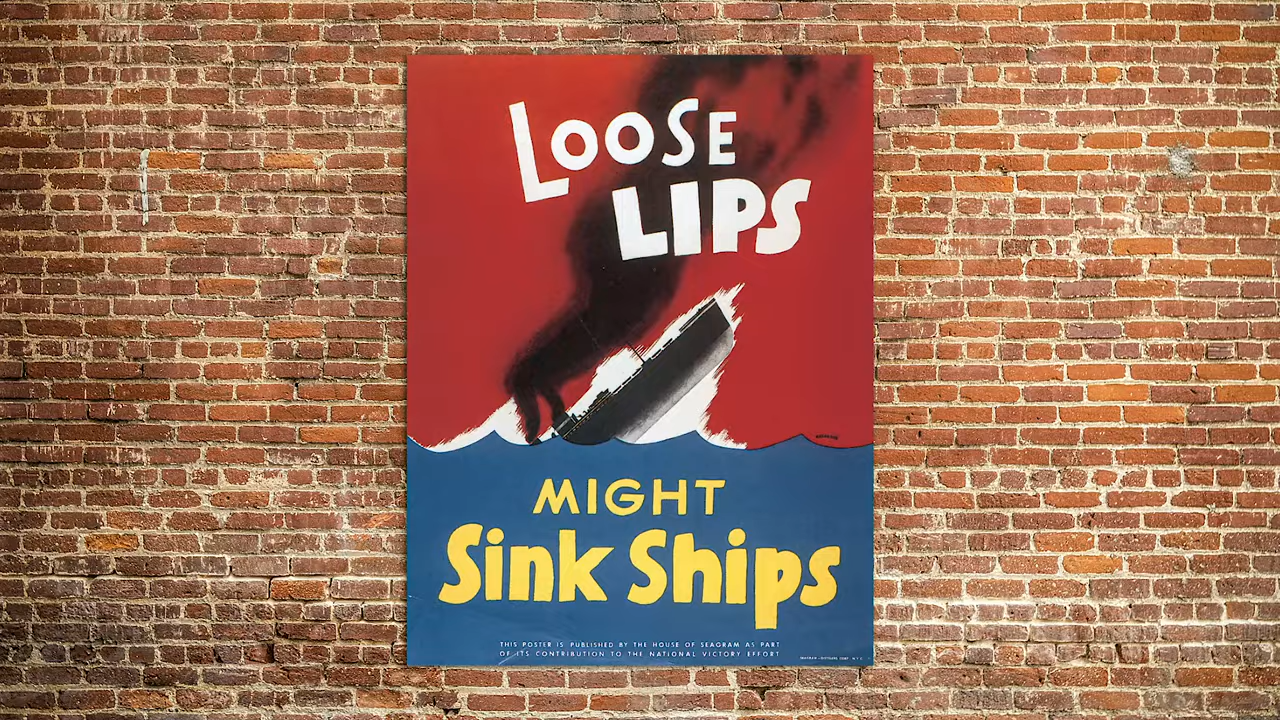 LOOSE
LIPS
MIGHT
Sink Ships
THIS POSTER IS PUBLISHED BY THE HOUSE OF SEAGRAM AS PART
OF ITS CONTRIBUTION TO THE NATIONAL VICTORY EFFORT